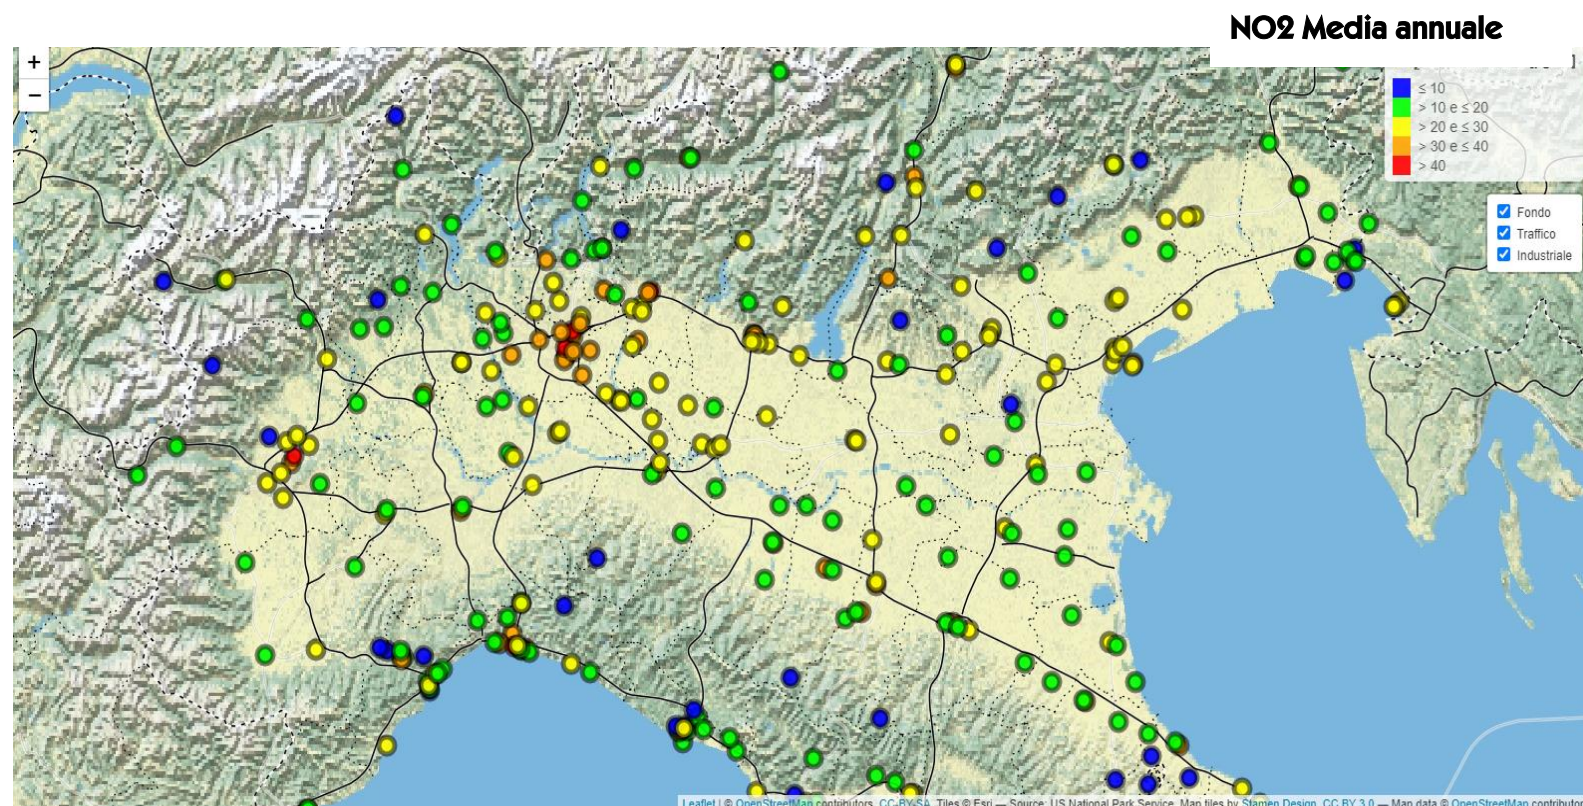 NO2 Media annuale
+
−
≤ 10
> 10 e ≤ 20
> 20 e ≤ 30
> 30 e ≤ 40
> 40
Fondo
Traffico
Industriale
Leaflet | © OpenStreetMap contributors, CC-BY-SA, Tiles © Esri — Source: US National Park Service, Map tiles by Stamen Design, CC BY 3.0 — Map data © OpenStreetMap contributo